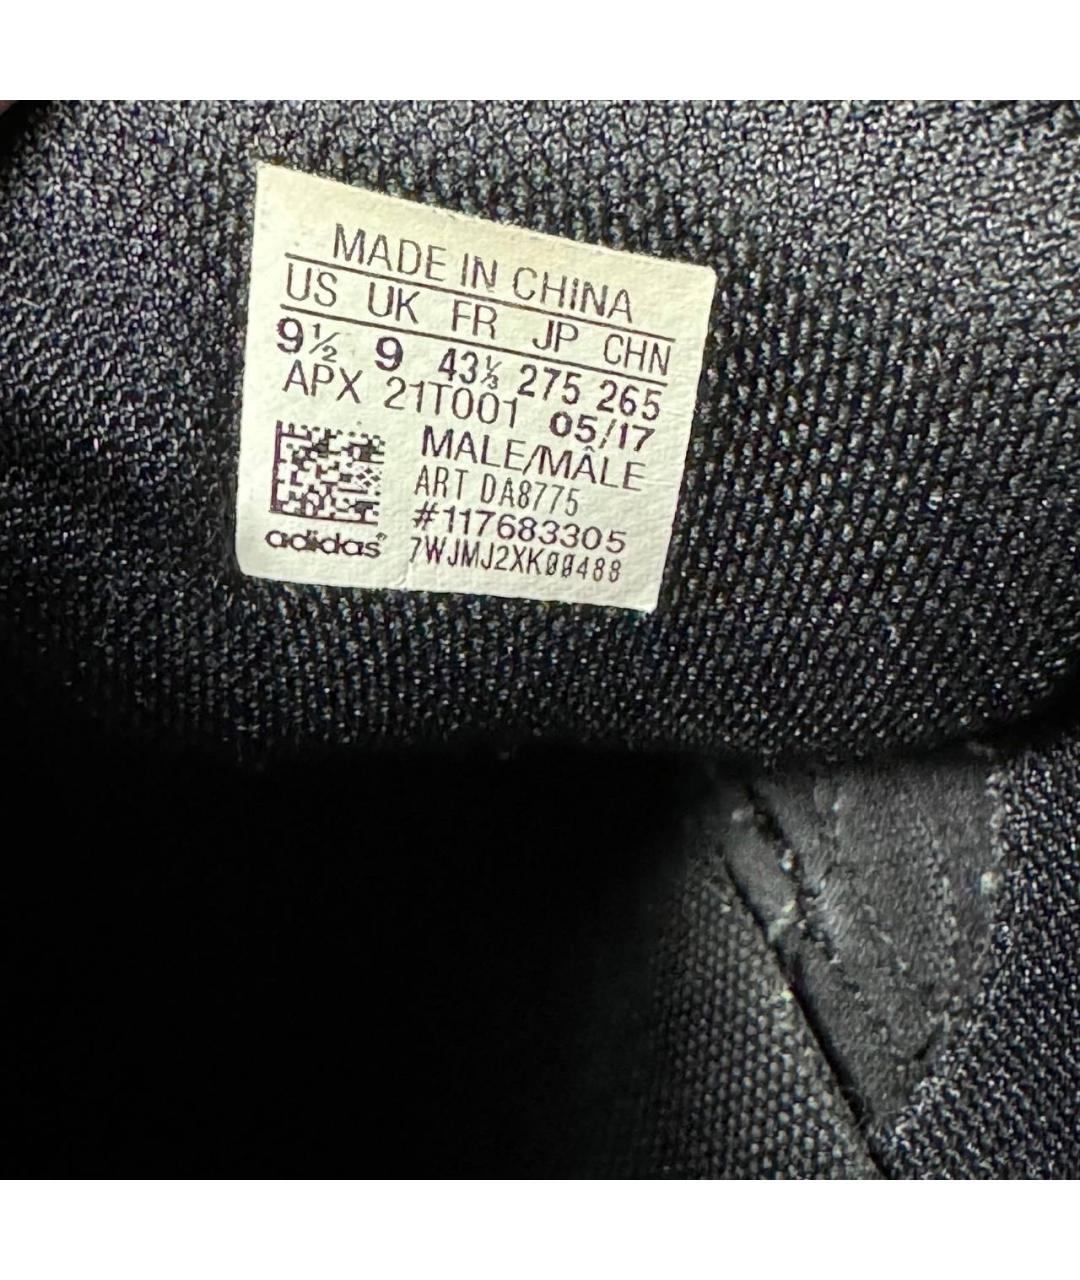 MADE IN CHINA
US UK FR JP CHN
9½ 9 43⅓ 275 265
APX 21T001 05/17
MALE/MÂLE
ART DA8775
#117683305
adidas® 7WJMJ2XK00488